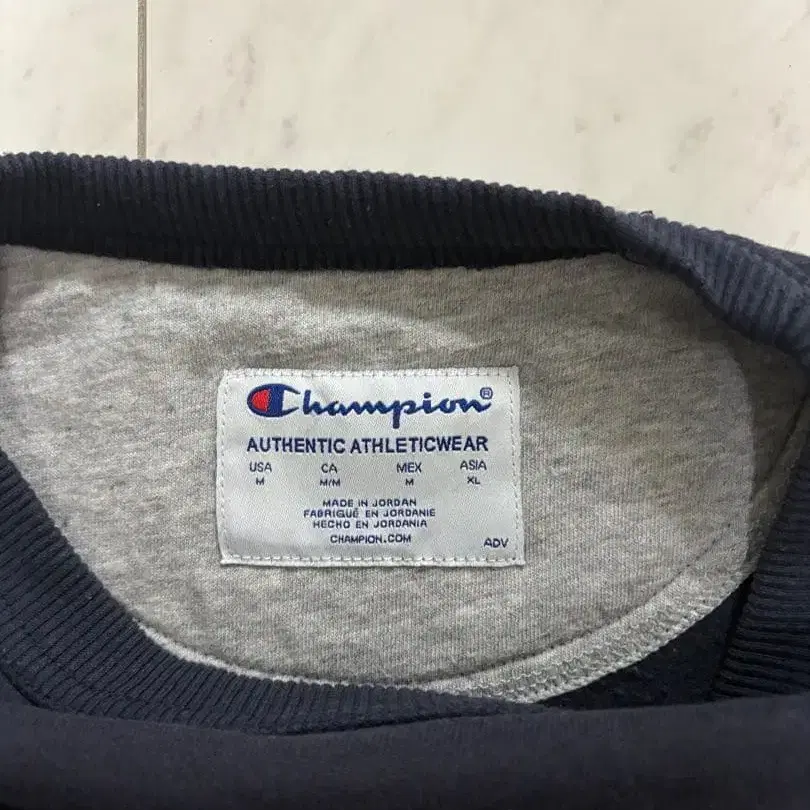 Champion®
AUTHENTIC ATHLETICWEAR
USA CA MEX ASIA
M M/M M XL
MADE IN JORDAN
FABRIQUÉ EN JORDANIE
HECHO EN JORDANIA
CHAMPION.COM
ADV